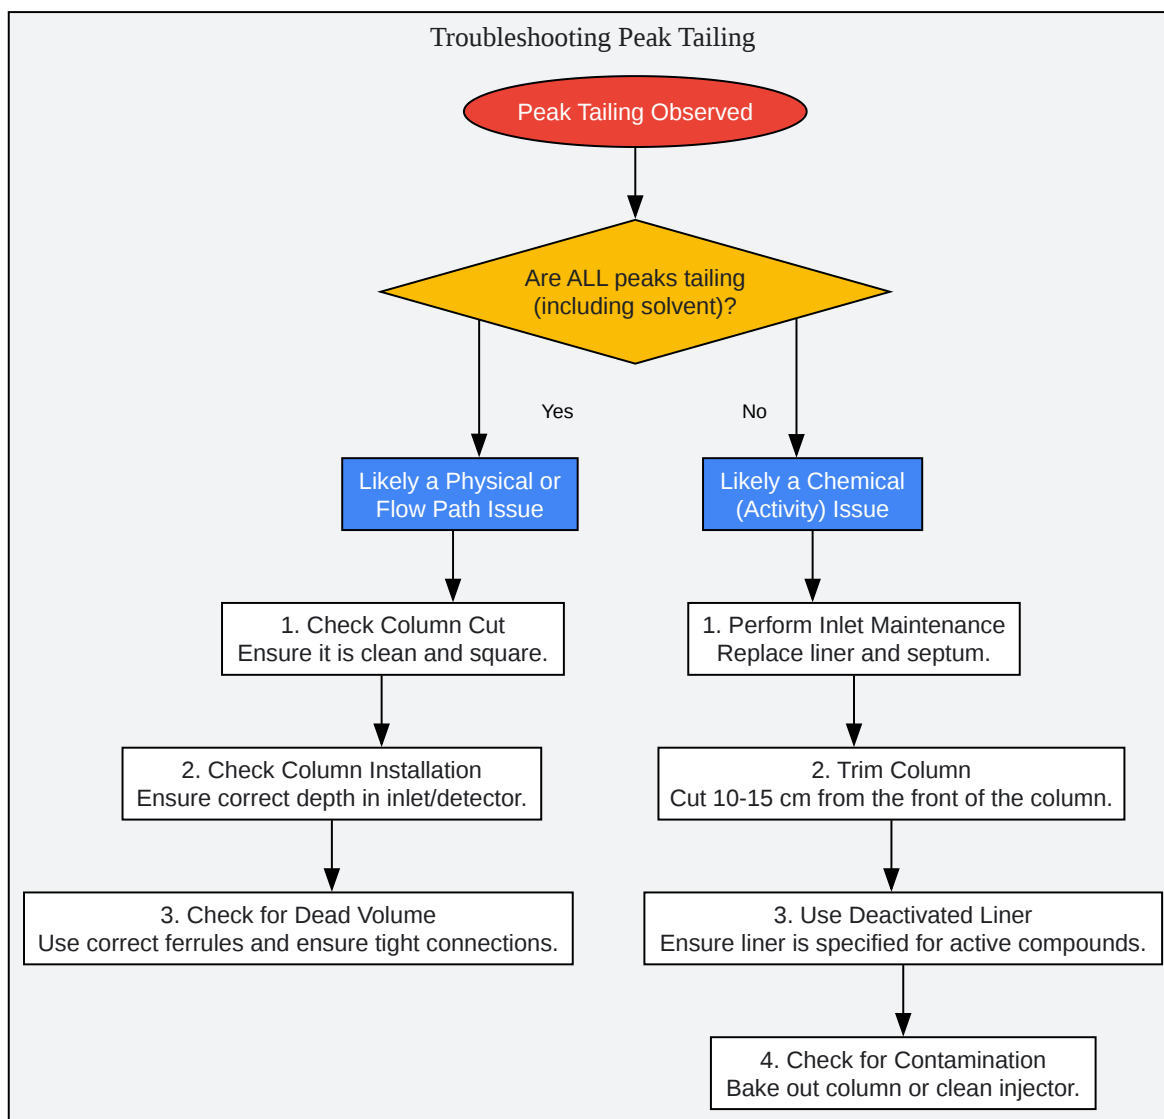 Troubleshooting Peak Tailing
Peak Tailing Observed
Are ALL peaks tailing
(including solvent)?
Yes
No
Likely a Physical or
Flow Path Issue
Likely a Chemical
(Activity) Issue
1. Check Column Cut
Ensure it is clean and square.
1. Perform Inlet Maintenance
Replace liner and septum.
2. Check Column Installation
Ensure correct depth in inlet/detector.
2. Trim Column
Cut 10-15 cm from the front of the column.
3. Check for Dead Volume
Use correct ferrules and ensure tight connections.
3. Use Deactivated Liner
Ensure liner is specified for active compounds.
4. Check for Contamination
Bake out column or clean injector.